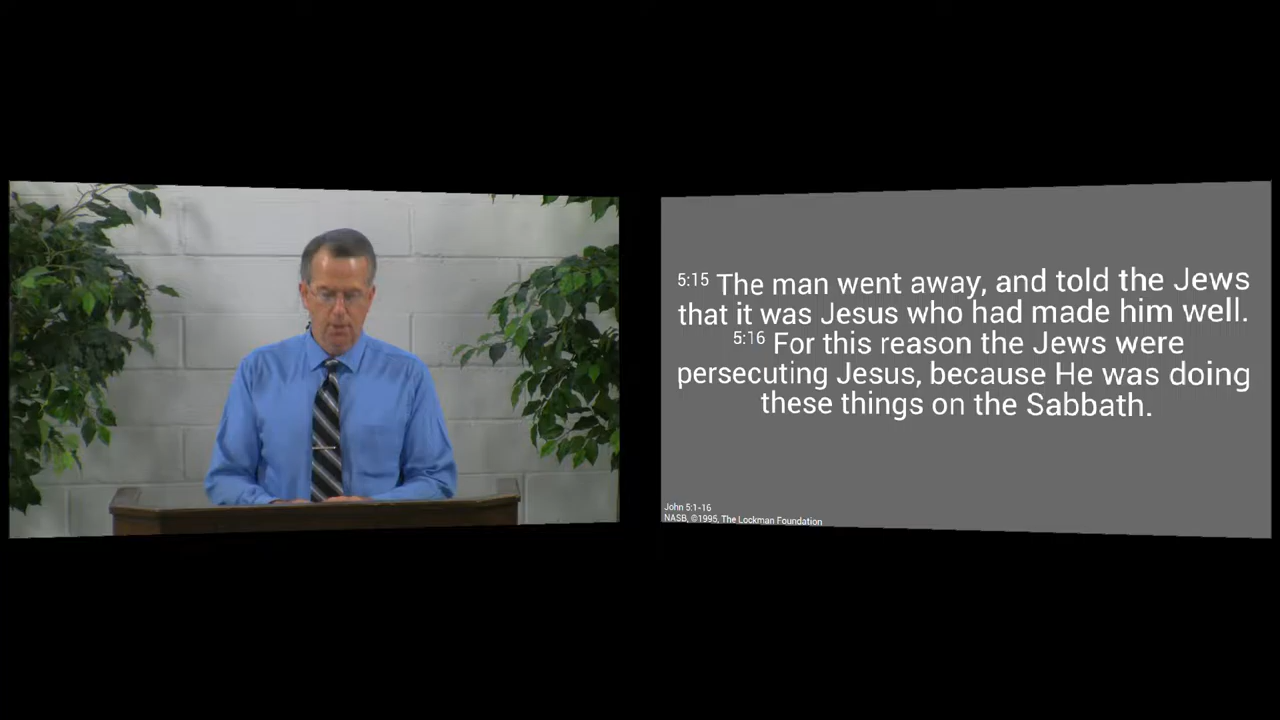 5:15 The man went away, and told the Jews
that it was Jesus who had made him well.
5:16 For this reason the Jews were
persecuting Jesus, because He was doing
these things on the Sabbath.
John 5:1-16
NASB, ©1995, The Lockman Foundation